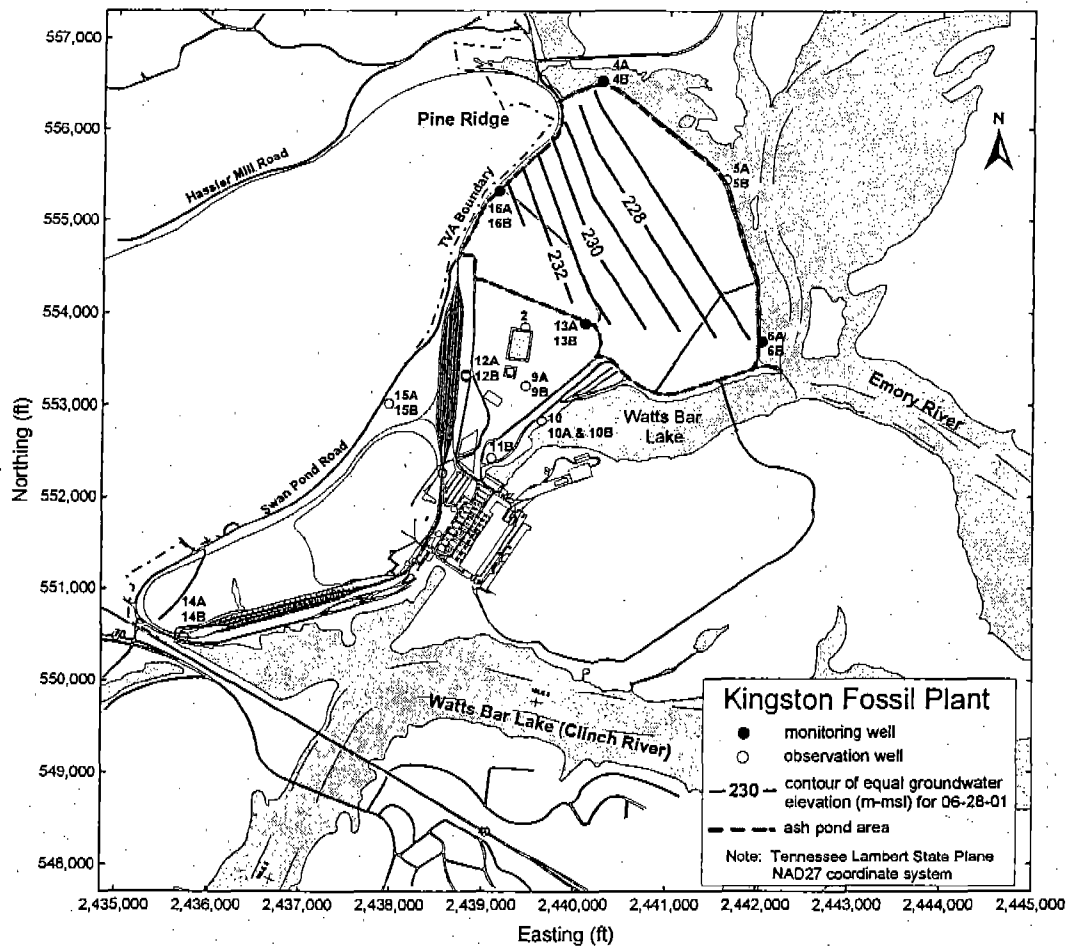 557,000
556,000
555,000
554,000
553,000
552,000
551,000
550,000
549,000
548,000
Northing (ft)
2,435,000
2,436,000
2,437,000
2,438,000
2,439,000
2,440,000
2,441,000
2,442,000
2,443,000
2,444,000
2,445,000
Easting (ft)
N
4A
4B
Pine Ridge
Hassler Mill Road
5A
5B
TVA Boundary
16A
16B
228
230
232
2
13A
13B
6A
6B
12A
12B
9A
9B
15A
15B
10
10A & 10B
11B
Watts Bar
Lake
Emory River
Swan Pond Road
14A
14B
70
Watts Bar Lake (Clinch River)
Kingston Fossil Plant
monitoring well
observation well
230
contour of equal groundwater
elevation (m-msl) for 06-28-01
ash pond area
Note: Tennessee Lambert State Plane
NAD27 coordinate system